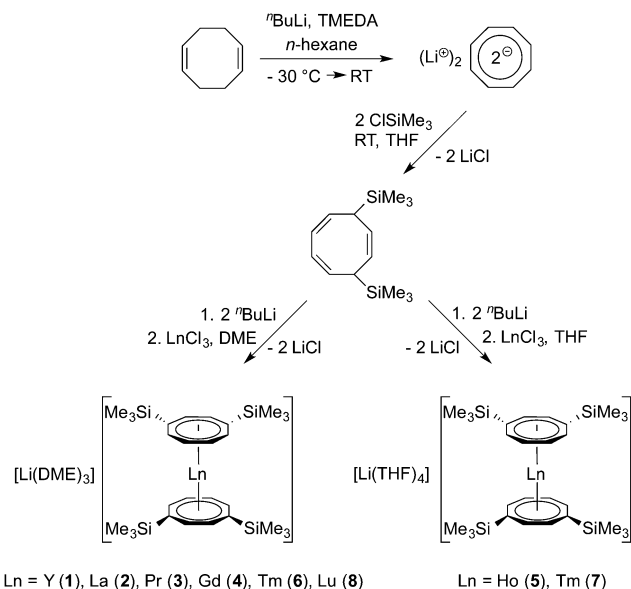 ⁿBuLi, TMEDA
n-hexane
- 30 °C → RT
(Li⊕)₂ 2⊖
2 ClSiMe₃
RT, THF
- 2 LiCl
SiMe₃
SiMe₃
1. 2 ⁿBuLi
2. LnCl₃, DME
- 2 LiCl
1. 2 ⁿBuLi
2. LnCl₃, THF
- 2 LiCl
Me₃Si SiMe₃
[Li(DME)₃] Ln
Me₃Si SiMe₃
Me₃Si SiMe₃
[Li(THF)₄] Ln
Me₃Si SiMe₃
Ln = Y (1), La (2), Pr (3), Gd (4), Tm (6), Lu (8)
Ln = Ho (5), Tm (7)